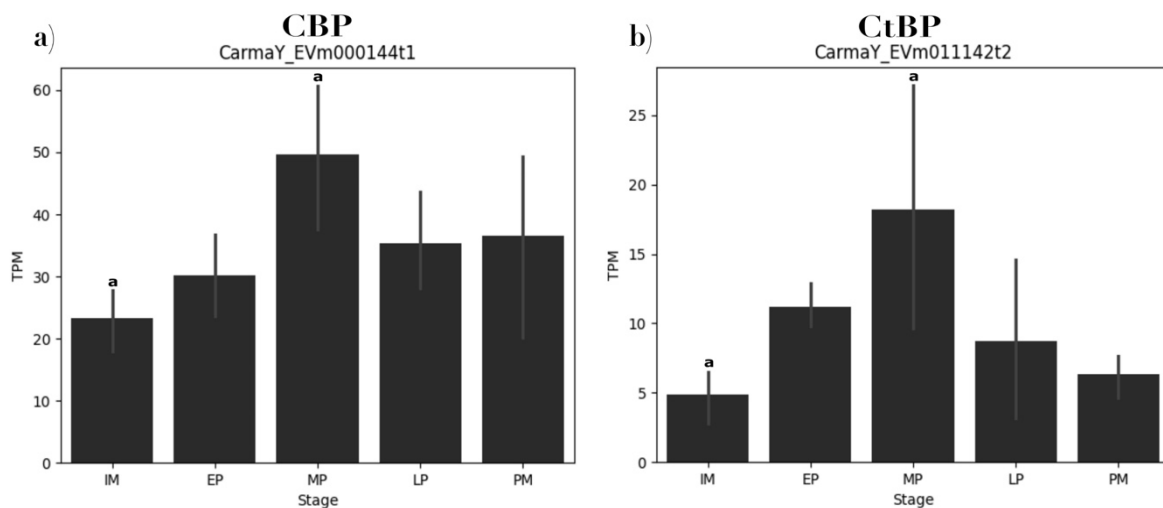 a)
CBP
CarmaY_EVm000144t1
TPM
60
50
40
30
20
10
0
a
a
IM EP MP LP PM
Stage
b)
CtBP
CarmaY_EVm011142t2
TPM
25
20
15
10
5
0
a
a
IM EP MP LP PM
Stage